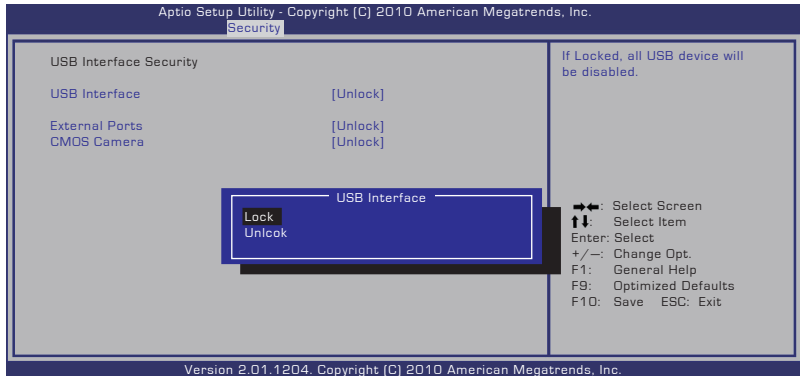 Aptio Setup Utility - Copyright (C) 2010 American Megatrends, Inc.
Security
USB Interface Security
USB Interface [Unlock]
External Ports [Unlock]
CMOS Camera [Unlock]
USB Interface
Lock
Unlcok
If Locked, all USB device will
be disabled.
→←: Select Screen
↑↓: Select Item
Enter: Select
+/—: Change Opt.
F1: General Help
F9: Optimized Defaults
F10: Save ESC: Exit
Version 2.01.1204. Copyright (C) 2010 American Megatrends, Inc.